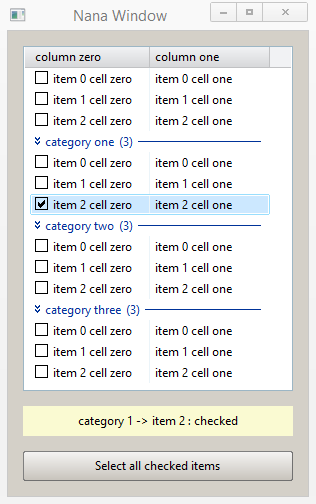 Nana Window
column zero column one
item 0 cell zero item 0 cell one
item 1 cell zero item 1 cell one
item 2 cell zero item 2 cell one
category one (3)
item 0 cell zero item 0 cell one
item 1 cell zero item 1 cell one
item 2 cell zero item 2 cell one
category two (3)
item 0 cell zero item 0 cell one
item 1 cell zero item 1 cell one
item 2 cell zero item 2 cell one
category three (3)
item 0 cell zero item 0 cell one
item 1 cell zero item 1 cell one
item 2 cell zero item 2 cell one
category 1 -> item 2 : checked
Select all checked items